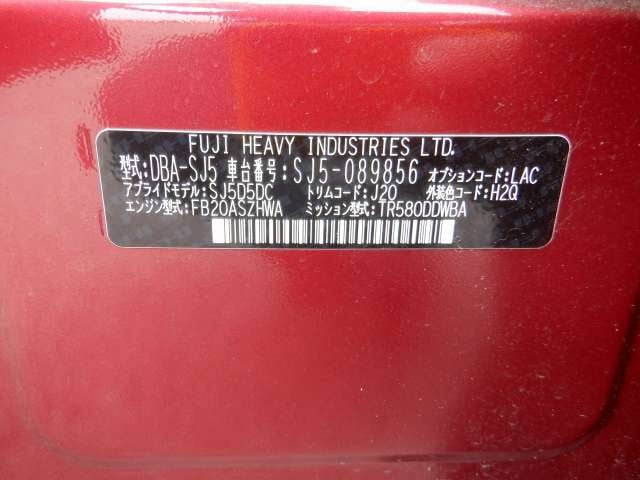 FUJI HEAVY INDUSTRIES LTD.
型式:DBA-SJ5 車台番号:SJ5-089856 オプションコード:LAC
アプライドモデル:SJ5D5DC トリムコード:J20 外装色コード:H2Q
エンジン型式:FB20ASZHWA ミッション型式:TR580DDWBA